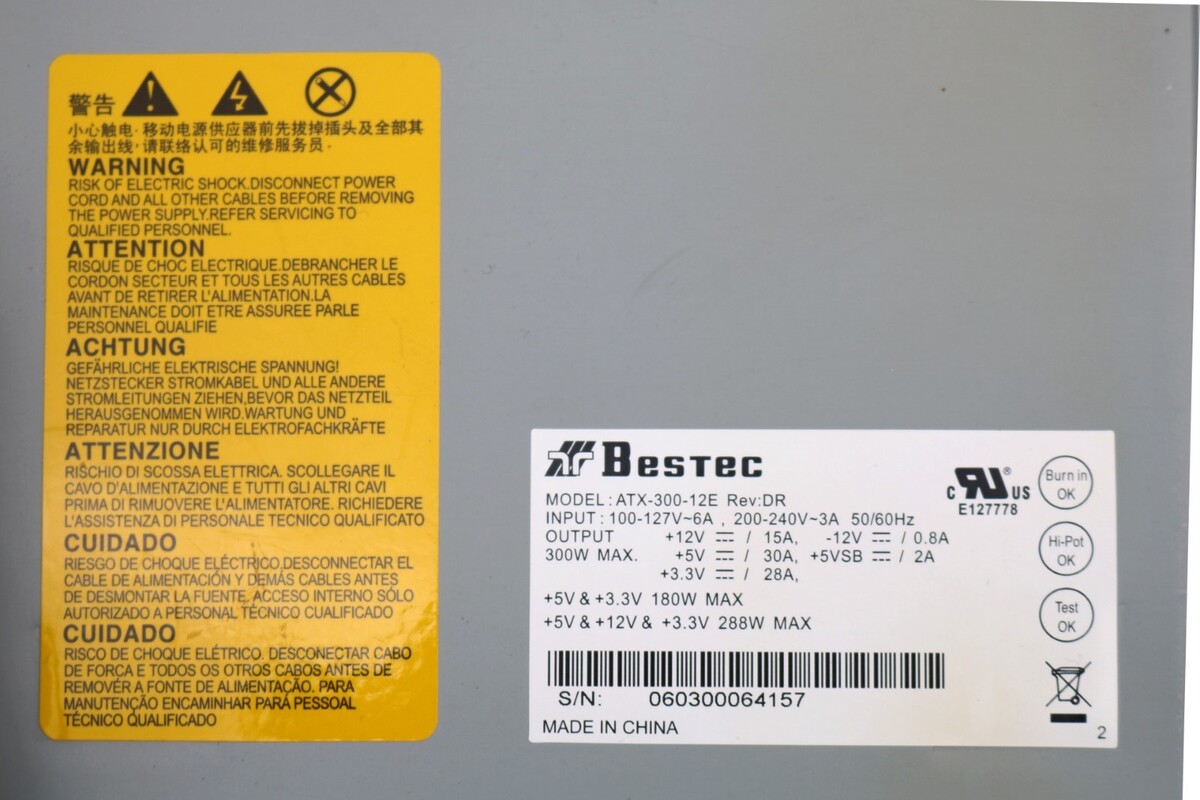 警告
小心触电·移动电源供应器前先拔掉插头及全部其
余输出线·请联络认可的维修服务员·
WARNING
RISK OF ELECTRIC SHOCK.DISCONNECT POWER
CORD AND ALL OTHER CABLES BEFORE REMOVING
THE POWER SUPPLY.REFER SERVICING TO
QUALIFIED PERSONNEL.
ATTENTION
RISQUE DE CHOC ELECTRIQUE.DEBRANCHER LE
CORDON SECTEUR ET TOUS LES AUTRES CABLES
AVANT DE RETIRER L'ALIMENTATION.LA
MAINTENANCE DOIT ETRE ASSUREE PARLE
PERSONNEL QUALIFIE
ACHTUNG
GEFÄHRLICHE ELEKTRISCHE SPANNUNG!
NETZSTECKER STROMKABEL UND ALLE ANDERE
STROMLEITUNGEN ZIEHEN,BEVOR DAS NETZTEIL
HERAUSGENOMMEN WIRD.WARTUNG UND
REPARATUR NUR DURCH ELEKTROFACHKRÄFTE
ATTENZIONE
RISCHIO DI SCOSSA ELETTRICA. SCOLLEGARE IL
CAVO D'ALIMENTAZIONE E TUTTI GLI ALTRI CAVI
PRIMA DI RIMUOVERE L'ALIMENTATORE. RICHIEDERE
L'ASSISTENZA DI PERSONALE TECNICO QUALIFICATO
CUIDADO
RIESGO DE CHOQUE ELÉCTRICO,DESCONECTAR EL
CABLE DE ALIMENTACIÓN Y DEMÁS CABLES ANTES
DE DESMONTAR LA FUENTE. ACCESO INTERNO SÓLO
AUTORIZADO A PERSONAL TÉCNICO CUALIFICADO
CUIDADO
RISCO DE CHOQUE ELÉTRICO. DESCONECTAR CABO
DE FORÇA E TODOS OS OTROS CABOS ANTES DE
REMOVÉR A FONTE DE ALIMENTAÇÃO. PARA
MANUTENÇÃO ENCAMINHAR PARA PESSOAL
TÉCNICO QUALIFICADO
BESTEC
MODEL: ATX-300-12E Rev:DR
INPUT: 100-127V~6A , 200-240V~3A 50/60Hz
OUTPUT +12V ⎓ / 15A, -12V ⎓ / 0.8A
300W MAX. +5V ⎓ / 30A, +5VSB ⎓ / 2A
+3.3V ⎓ / 28A,
+5V & +3.3V 180W MAX
+5V & +12V & +3.3V 288W MAX
S/N: 060300064157
MADE IN CHINA
c RU ® US
E127778
Burn in
OK
Hi-Pot
OK
Test
OK
2